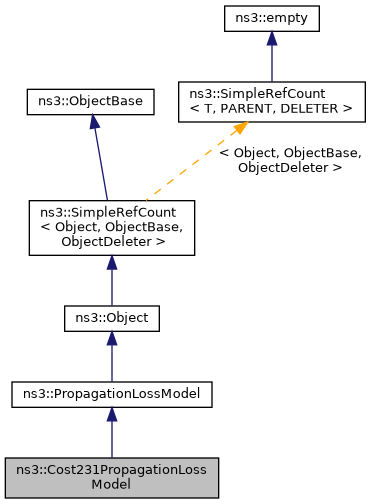 ns3::empty
ns3::SimpleRefCount
< T, PARENT, DELETER >
ns3::ObjectBase
< Object, ObjectBase,
ObjectDeleter >
ns3::SimpleRefCount
< Object, ObjectBase,
ObjectDeleter >
ns3::Object
ns3::PropagationLossModel
ns3::Cost231PropagationLoss
Model